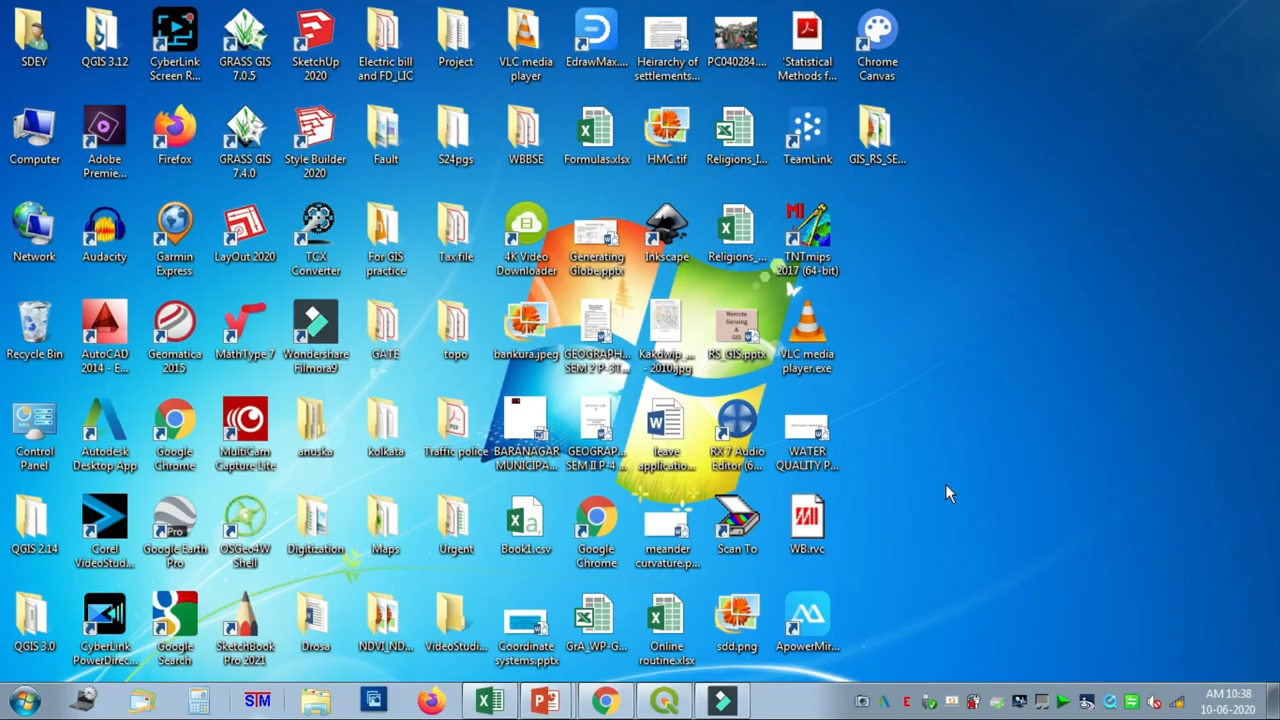 SDEY
QGIS 3.12
CyberLink
Screen R...
GRASS GIS
7.0.5
SketchUp
2020
Electric bill
and FD_LIC
Project
VLC media
player
EdrawMax....
Heirarchy of
settlements...
PC040284....
'Statistical
Methods f...
Chrome
Canvas
Computer
Adobe
Premie...
Firefox
GRASS GIS
7.4.0
Style Builder
2020
Fault
S24pgs
WBBSE
Formulas.xlsx
HMC.tif
Religions_I...
TeamLink
GIS_RS_SE...
Network
Audacity
Garmin
Express
LayOut 2020
TCX
Converter
For GIS
practice
Tax file
4K Video
Downloader
Generating
Globe.pptx
Inkscape
Religions_...
MI
TNTmips
2017 (64-bit)
Recycle Bin
AutoCAD
2014 - E...
Geomatica
2015
MathType 7
Wondershare
Filmora9
GATE
topo
bankura.jpeg
GEOGRAPH...
SEM 2 P-3T...
Kakdwip_...
- 2010.jpg
Remote
Sensing
&
GIS
RS_GIS.pptx
VLC media
player.exe
Control
Panel
Autodesk
Desktop App
Google
Chrome
MultiCam
Capture Lite
anuska
kolkata
Traffic police
BARANAGAR
MUNICIPA...
GEOGRAP...
SEM II P-4 ...
leave
applicatio...
RX 7 Audio
Editor (6...
WATER
QUALITY P...
QGIS 2.14
Corel
VideoStud...
Pro
Google Earth
Pro
OSGeo4W
Shell
Digitization
Maps
Urgent
Book1.csv
Google
Chrome
meander
curvature.p...
Scan To
WB.rvc
QGIS 3.0
CyberLink
PowerDirec...
Google
Search
SketchBook
Pro 2021
Drosa
NDVI_ND...
VideoStudi...
Coordinate
systems.pptx
GrA_WP-G...
Online
routine.xlsx
sdd.png
ApowerMir...
SIM
AM 10:38
10-06-2020